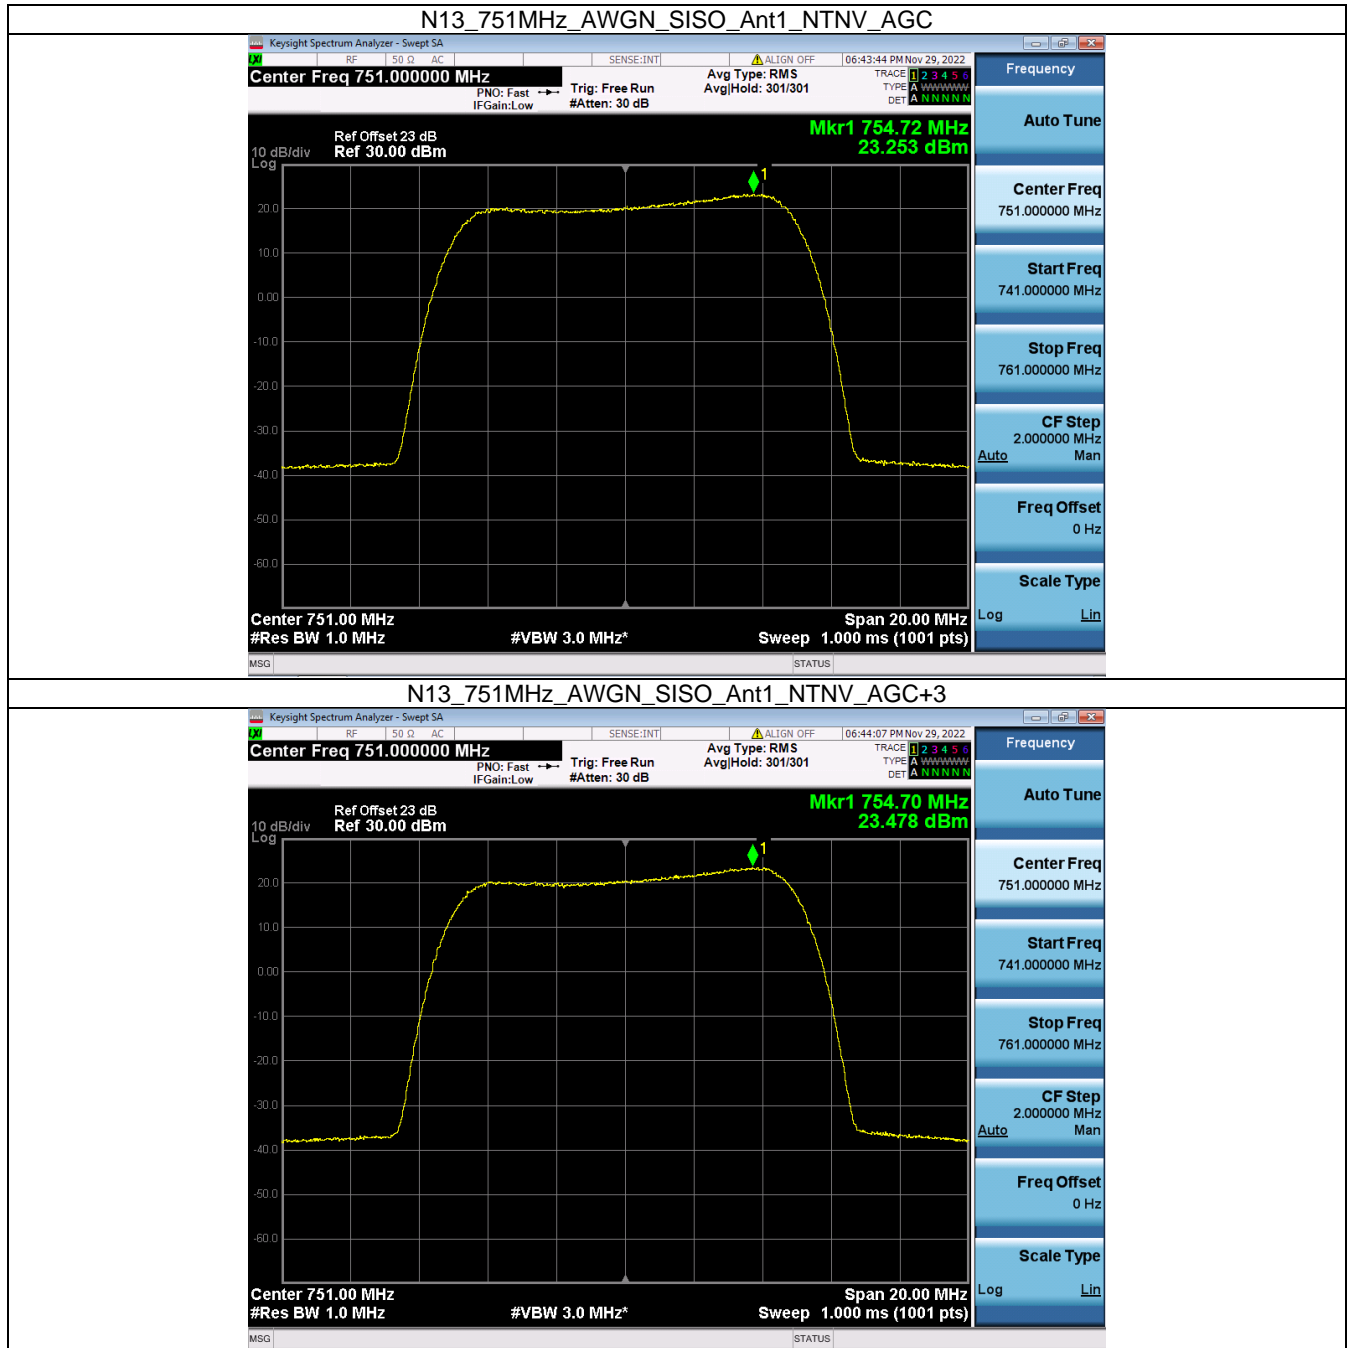 N13_751MHz_AWGN_SISO_Ant1_NTNV_AGC
Keysight Spectrum Analyzer - Swept SA
LXI RF 50 Ω AC SENSE:INT ALIGN OFF 06:43:44 PM Nov 29, 2022
Center Freq 751.000000 MHz
PNO: Fast
IFGain:Low
Trig: Free Run
#Atten: 30 dB
Avg Type: RMS
Avg|Hold: 301/301
TRACE 1 2 3 4 5 6
TYPE A WWWWW
DET A N N N N N
Ref Offset 23 dB
10 dB/div Ref 30.00 dBm
Log
Mkr1 754.72 MHz
23.253 dBm
1
20.0
10.0
0.00
-10.0
-20.0
-30.0
-40.0
-50.0
-60.0
Center 751.00 MHz Span 20.00 MHz
#Res BW 1.0 MHz #VBW 3.0 MHz* Sweep 1.000 ms (1001 pts)
MSG STATUS
Frequency
Auto Tune
Center Freq
751.000000 MHz
Start Freq
741.000000 MHz
Stop Freq
761.000000 MHz
CF Step
2.000000 MHz
Auto Man
Freq Offset
0 Hz
Scale Type
Log Lin
N13_751MHz_AWGN_SISO_Ant1_NTNV_AGC+3
Keysight Spectrum Analyzer - Swept SA
LXI RF 50 Ω AC SENSE:INT ALIGN OFF 06:44:07 PM Nov 29, 2022
Center Freq 751.000000 MHz
PNO: Fast
IFGain:Low
Trig: Free Run
#Atten: 30 dB
Avg Type: RMS
Avg|Hold: 301/301
TRACE 1 2 3 4 5 6
TYPE A WWWWW
DET A N N N N N
Ref Offset 23 dB
10 dB/div Ref 30.00 dBm
Log
Mkr1 754.70 MHz
23.478 dBm
1
20.0
10.0
0.00
-10.0
-20.0
-30.0
-40.0
-50.0
-60.0
Center 751.00 MHz Span 20.00 MHz
#Res BW 1.0 MHz #VBW 3.0 MHz* Sweep 1.000 ms (1001 pts)
MSG STATUS
Frequency
Auto Tune
Center Freq
751.000000 MHz
Start Freq
741.000000 MHz
Stop Freq
761.000000 MHz
CF Step
2.000000 MHz
Auto Man
Freq Offset
0 Hz
Scale Type
Log Lin